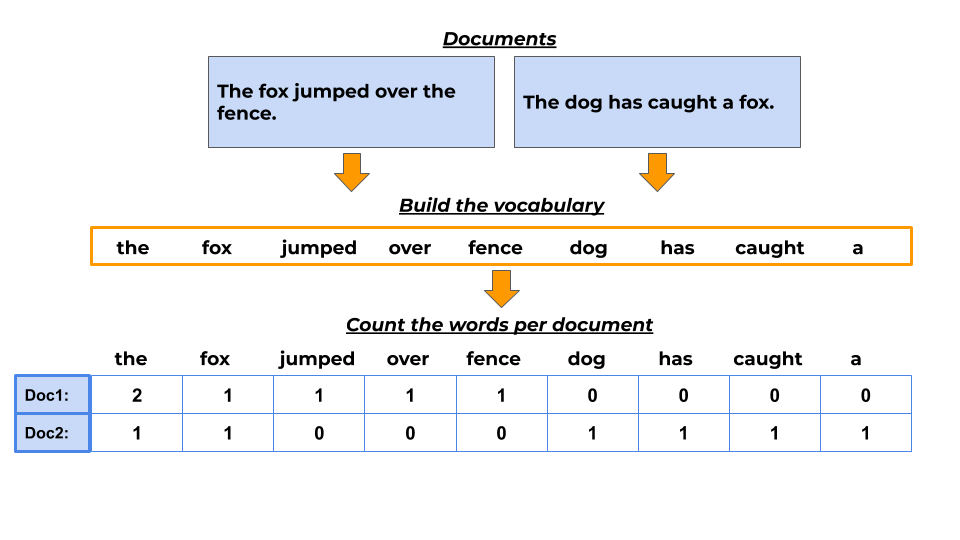 Documents
The fox jumped over the
fence.
The dog has caught a fox.
Build the vocabulary
the fox jumped over fence dog has caught a
Count the words per document
the fox jumped over fence dog has caught a
Doc1: 2 1 1 1 1 0 0 0 0
Doc2: 1 1 0 0 0 1 1 1 1